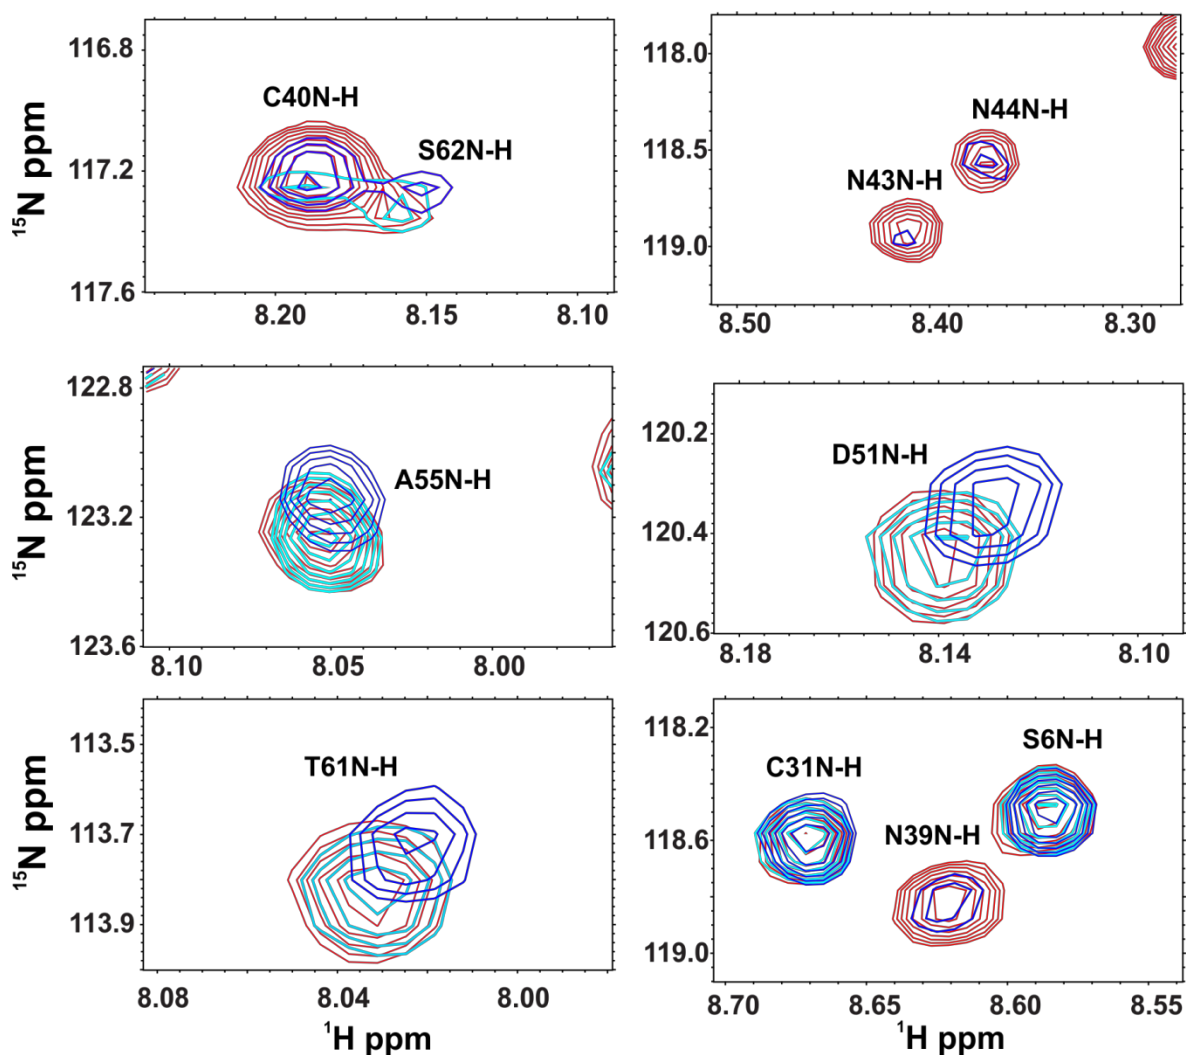 116.8
117.2
117.6
¹⁵N ppm
C40N-H
S62N-H
8.20
8.15
8.10
118.0
118.5
119.0
N44N-H
N43N-H
8.50
8.40
8.30
122.8
123.2
123.6
¹⁵N ppm
A55N-H
8.10
8.05
8.00
120.2
120.4
120.6
D51N-H
8.18
8.14
8.10
113.5
113.7
113.9
¹⁵N ppm
T61N-H
8.08
8.04
8.00
¹H ppm
118.2
118.6
119.0
S6N-H
C31N-H
N39N-H
8.70
8.65
8.60
8.55
¹H ppm